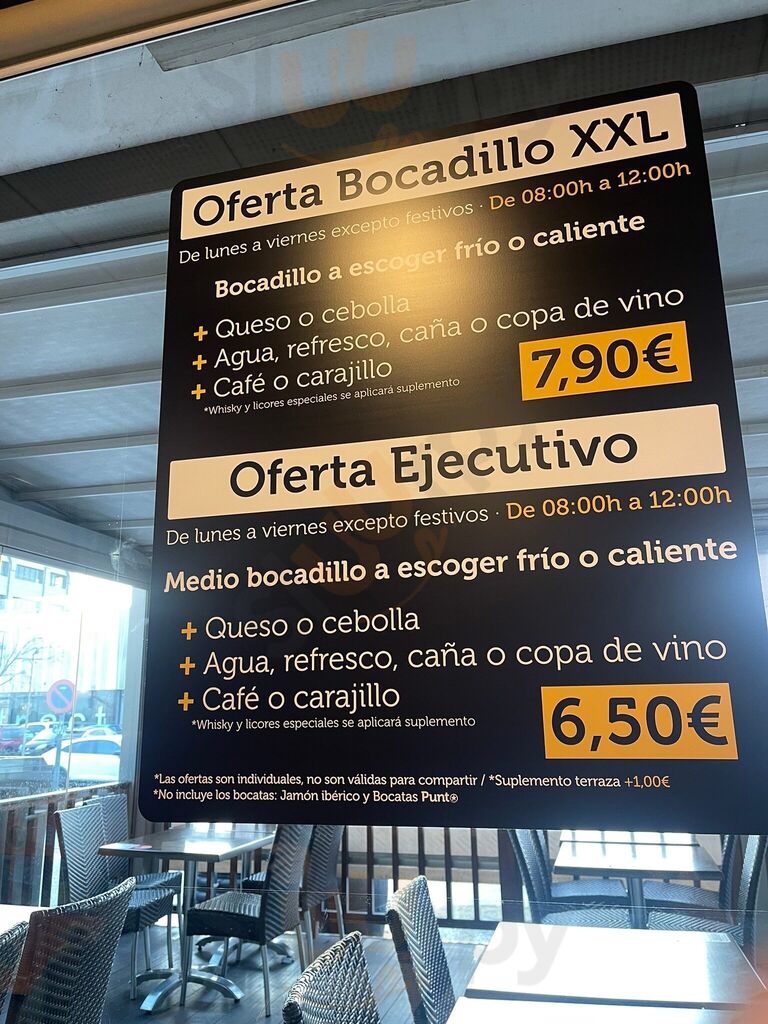 Oferta Bocadillo XXL
De lunes a viernes excepto festivos · De 08:00h a 12:00h
Bocadillo a escoger frío o caliente
+ Queso o cebolla
+ Agua, refresco, caña o copa de vino
+ Café o carajillo
*Whisky y licores especiales se aplicará suplemento
7,90€
Oferta Ejecutivo
De lunes a viernes excepto festivos · De 08:00h a 12:00h
Medio bocadillo a escoger frío o caliente
+ Queso o cebolla
+ Agua, refresco, caña o copa de vino
+ Café o carajillo
*Whisky y licores especiales se aplicará suplemento
6,50€
*Las ofertas son individuales, no son válidas para compartir / *Suplemento terraza +1,00€
*No incluye los bocatas: Jamón ibérico y Bocatas Punt®